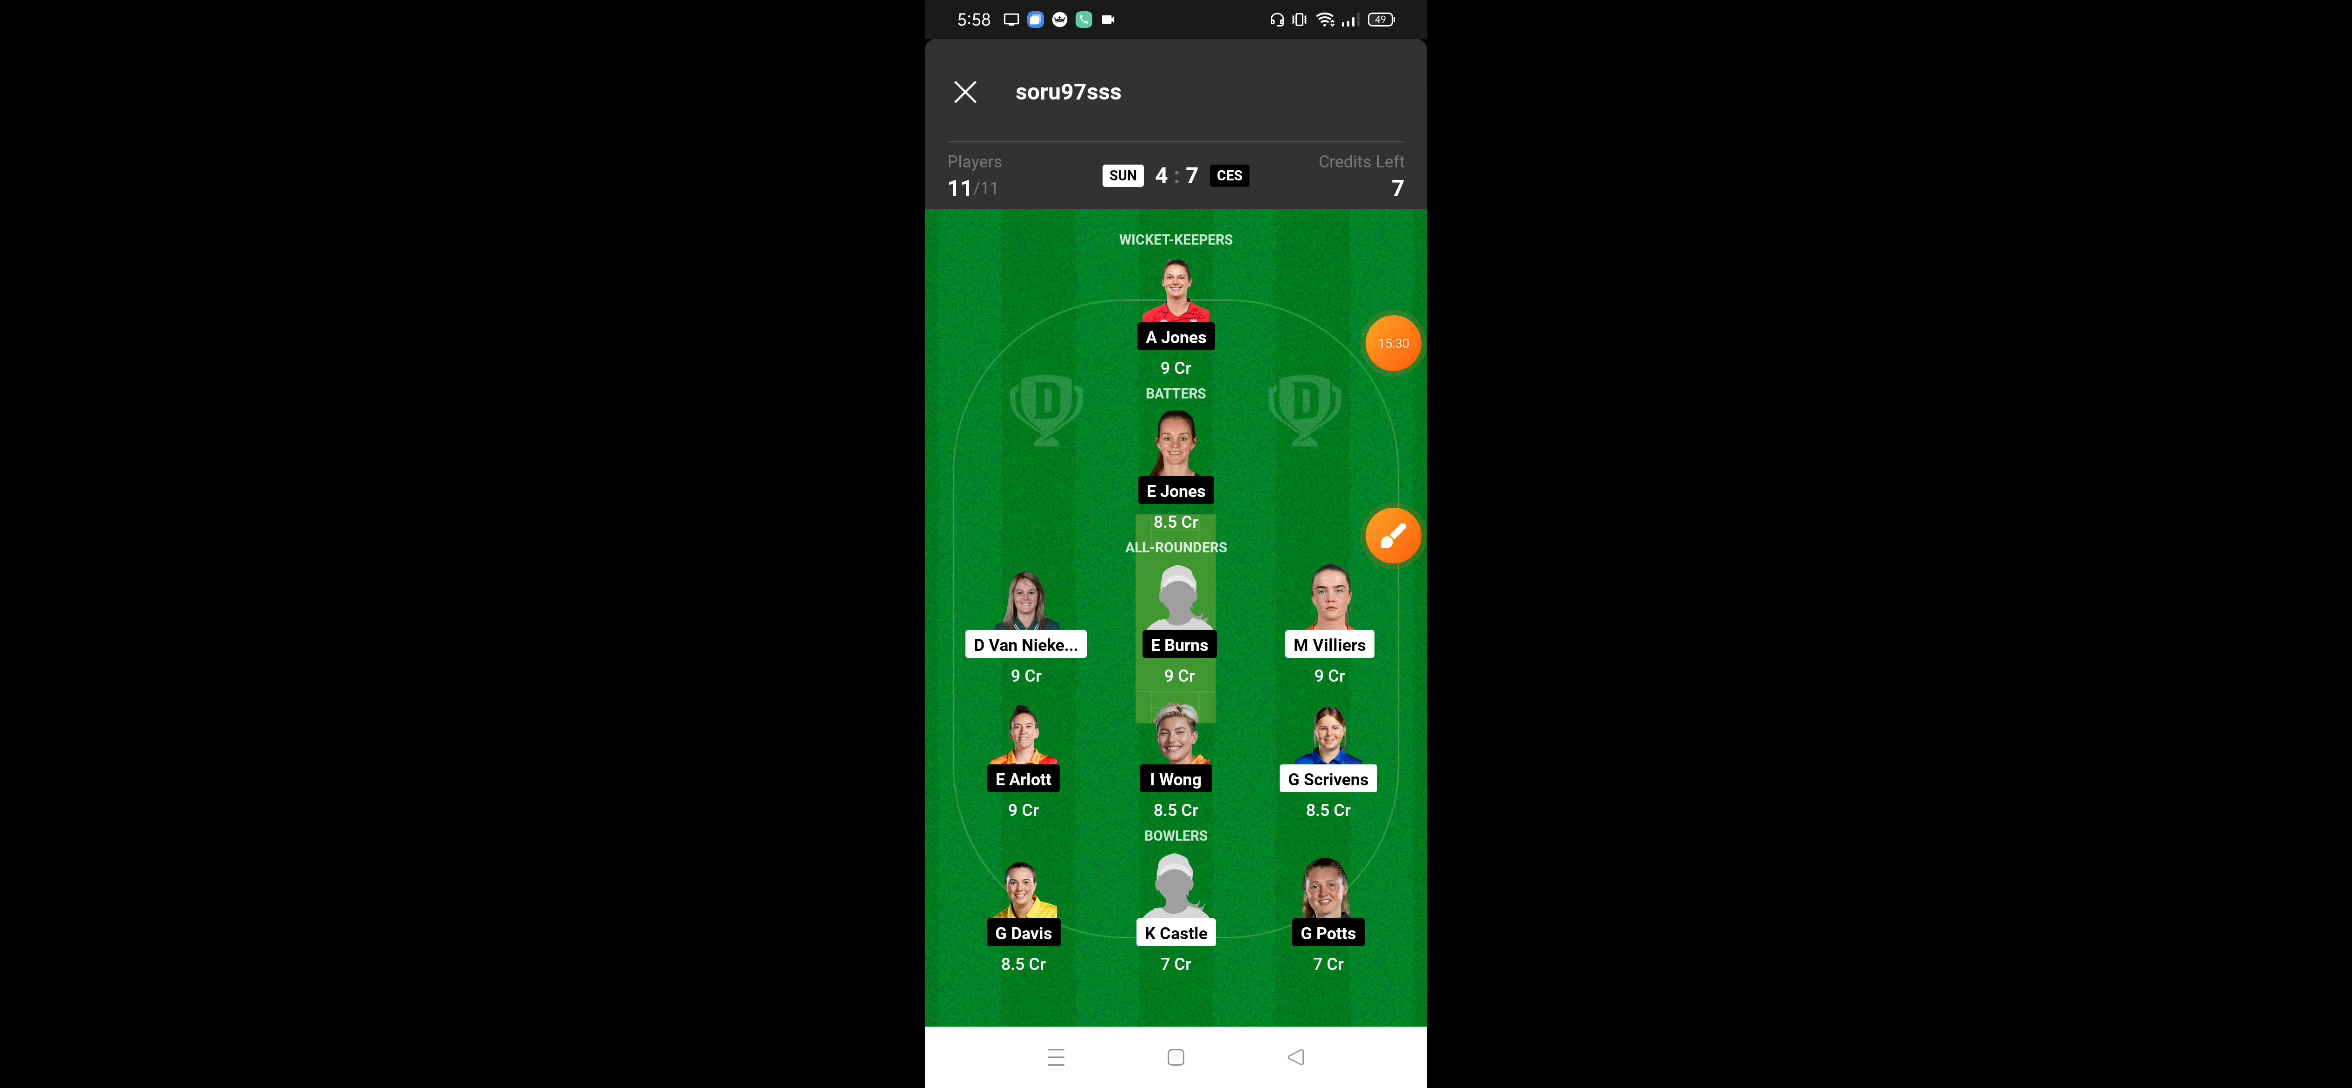 5:58
49
soru97sss
Players
11/11
SUN 4 : 7 CES
Credits Left
7
WICKET-KEEPERS
A Jones
9 Cr
BATTERS
E Jones
8.5 Cr
ALL-ROUNDERS
D Van Nieke... E Burns M Villiers
9 Cr 9 Cr 9 Cr
E Arlott I Wong G Scrivens
9 Cr 8.5 Cr 8.5 Cr
BOWLERS
G Davis K Castle G Potts
8.5 Cr 7 Cr 7 Cr
15:30
D D